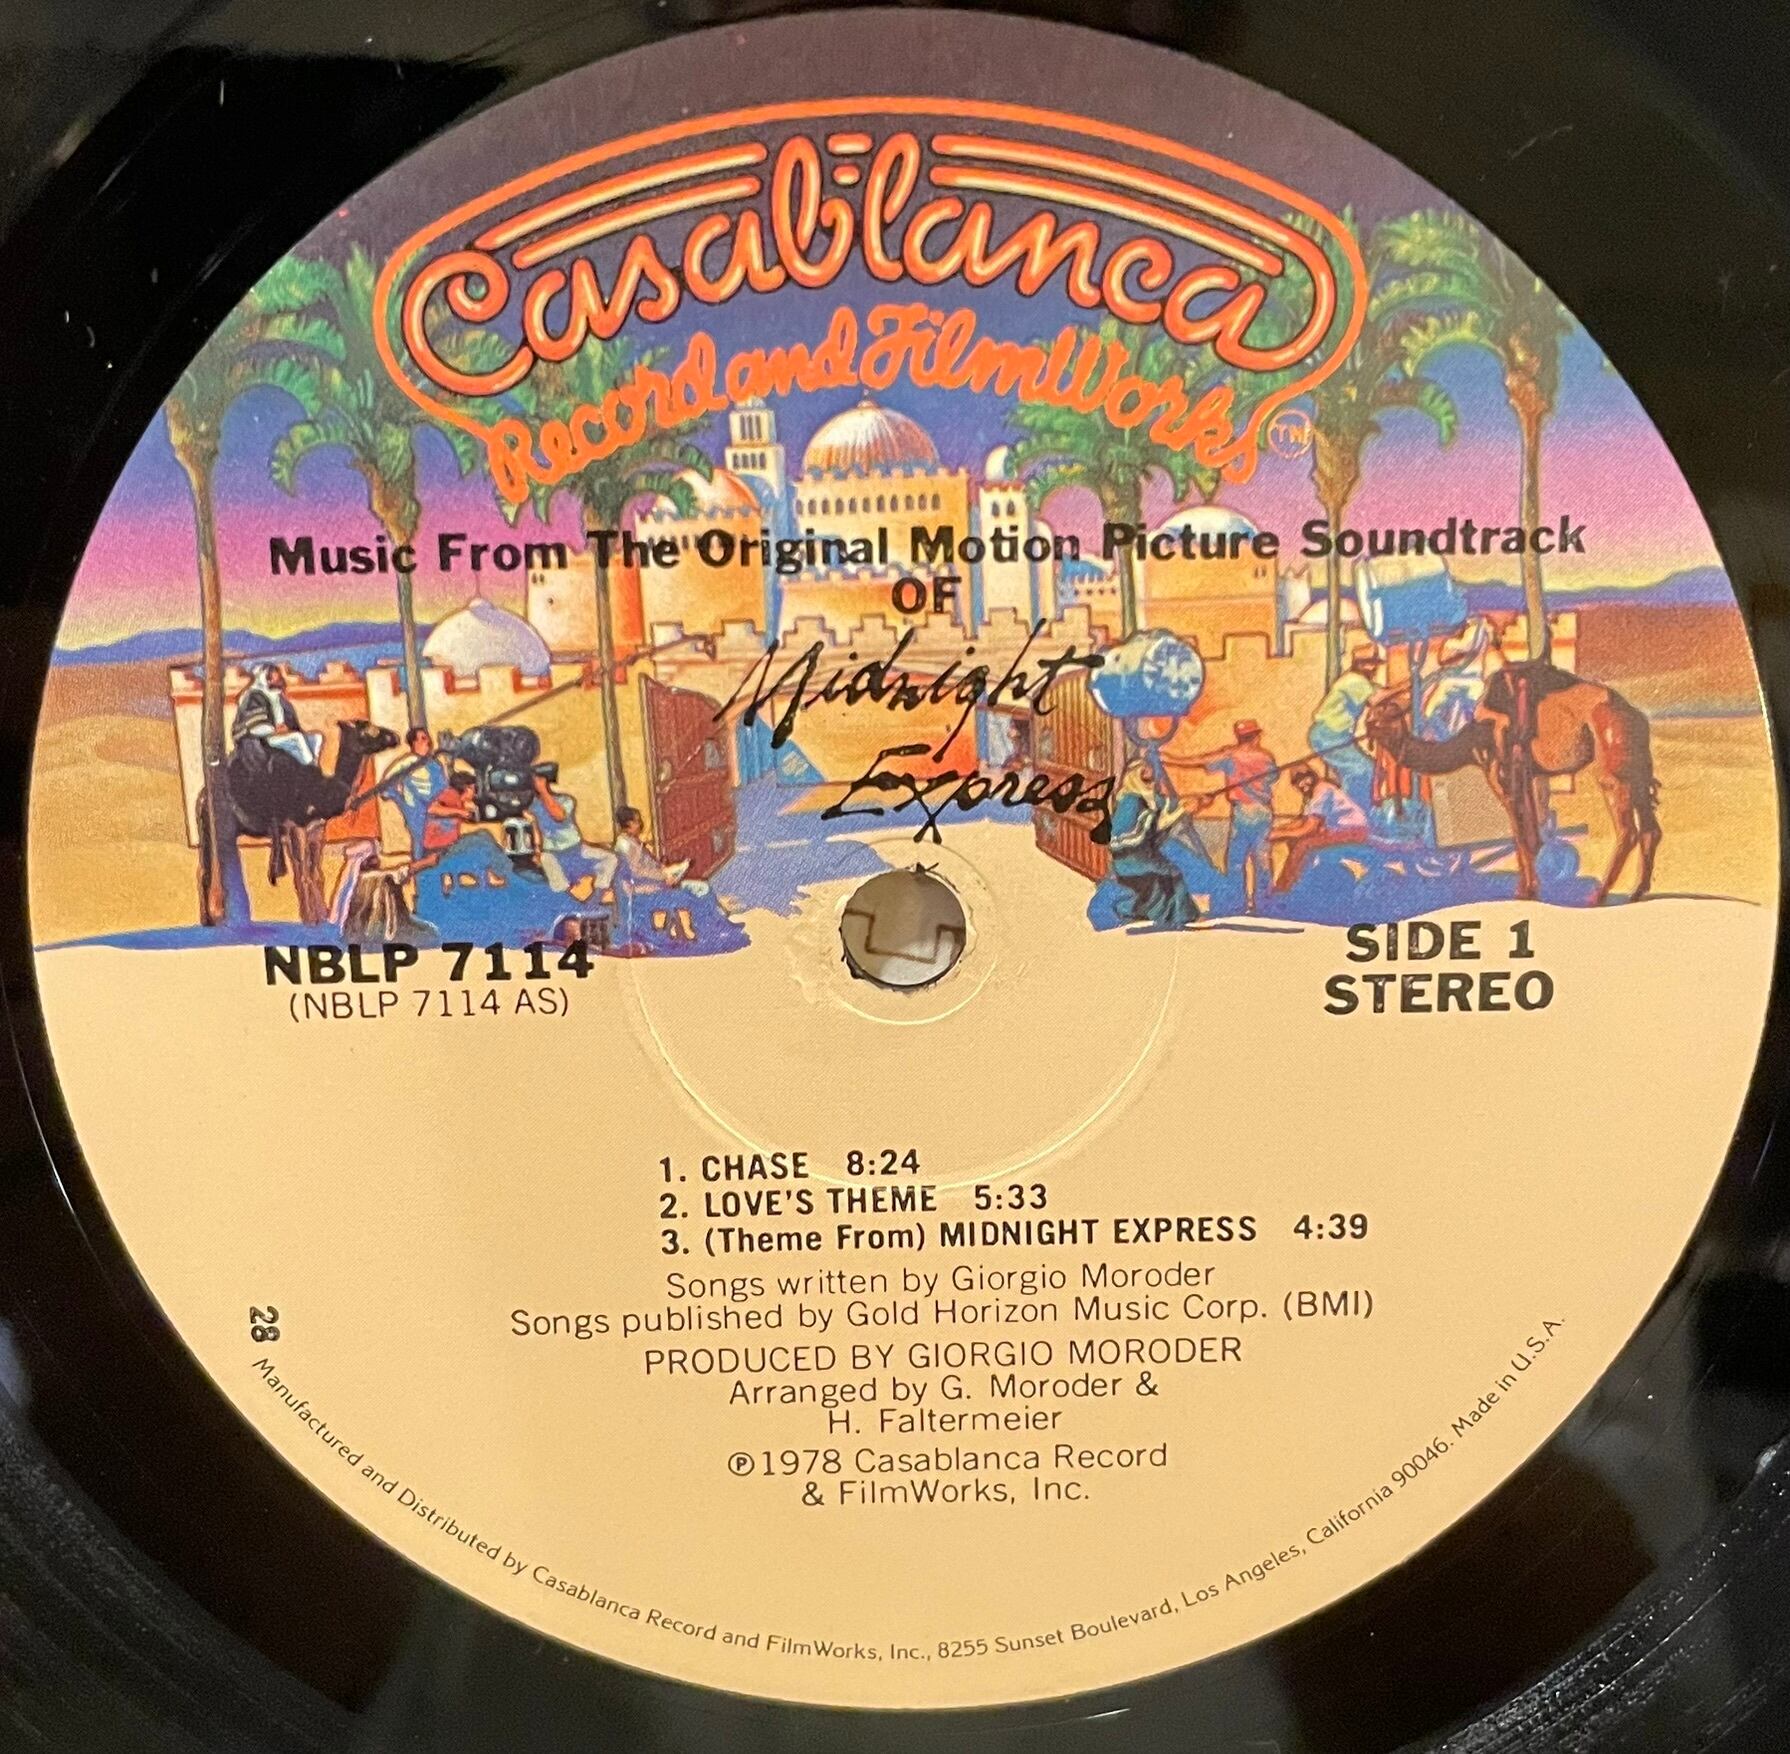 Casablanca
Record and FilmWorks TM
Music From The Original Motion Picture Soundtrack
OF
Midnight
Express
NBLP 7114
(NBLP 7114 AS)
SIDE 1
STEREO
1. CHASE 8:24
2. LOVE'S THEME 5:33
3. (Theme From) MIDNIGHT EXPRESS 4:39
Songs written by Giorgio Moroder
Songs published by Gold Horizon Music Corp. (BMI)
PRODUCED BY GIORGIO MORODER
Arranged by G. Moroder &
H. Faltermeier
℗1978 Casablanca Record
& FilmWorks, Inc.
28
Manufactured and Distributed by Casablanca Record and FilmWorks, Inc., 8255 Sunset Boulevard, Los Angeles, California 90046. Made in U.S.A.